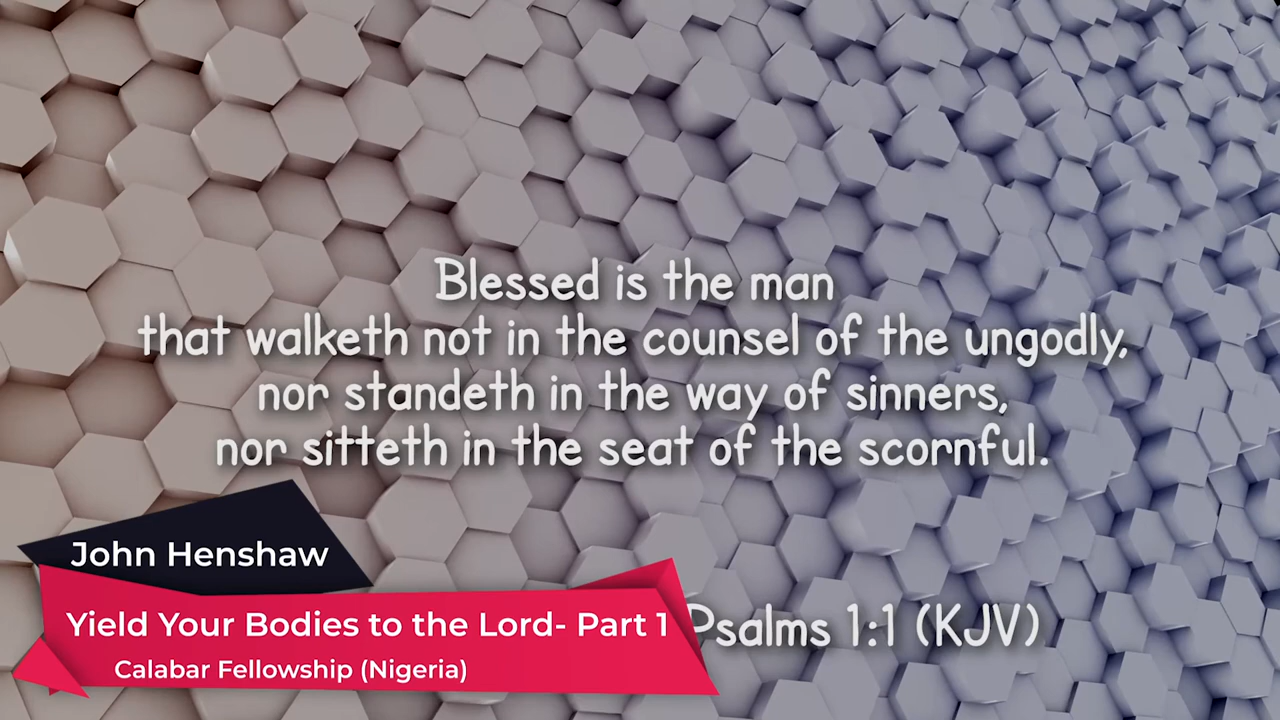 Blessed is the man
that walketh not in the counsel of the ungodly,
nor standeth in the way of sinners,
nor sitteth in the seat of the scornful.
Psalms 1:1 (KJV)
John Henshaw
Yield Your Bodies to the Lord- Part 1
Calabar Fellowship (Nigeria)